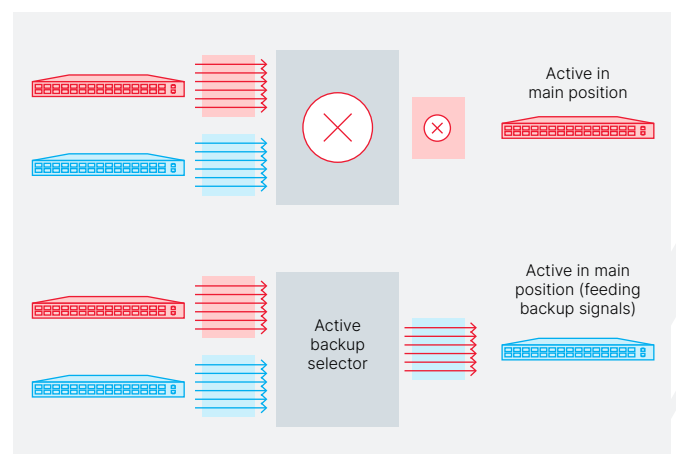 Active in
main position
Active in main
position (feeding
backup signals)
Active
backup
selector